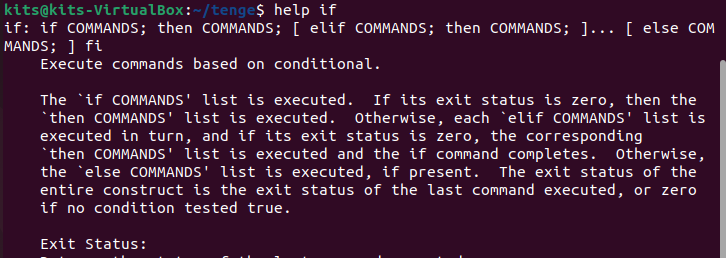 kits@kits-VirtualBox:~/tenge$ help if
if: if COMMANDS; then COMMANDS; [ elif COMMANDS; then COMMANDS; ]... [ else COM
MANDS; ] fi
    Execute commands based on conditional.

    The `if COMMANDS' list is executed.  If its exit status is zero, then the
    `then COMMANDS' list is executed.  Otherwise, each `elif COMMANDS' list is
    executed in turn, and if its exit status is zero, the corresponding
    `then COMMANDS' list is executed and the if command completes.  Otherwise,
    the `else COMMANDS' list is executed, if present.  The exit status of the
    entire construct is the exit status of the last command executed, or zero
    if no condition tested true.

    Exit Status: